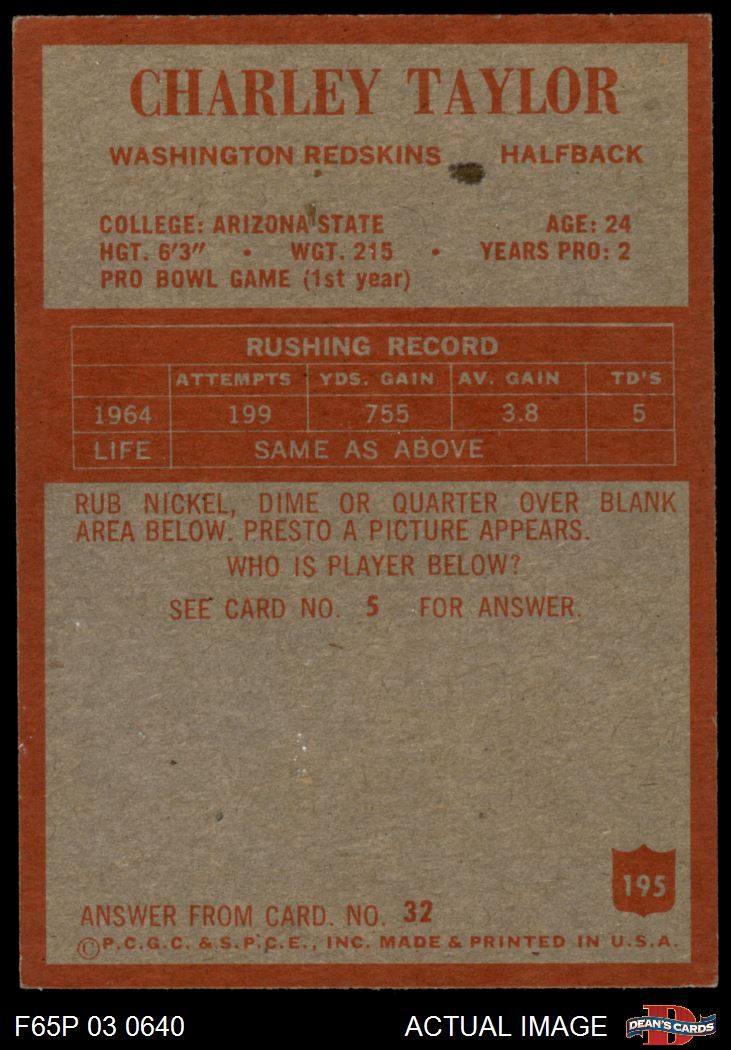 CHARLEY TAYLOR
WASHINGTON REDSKINS HALFBACK
COLLEGE: ARIZONA STATE AGE: 24
HGT. 6'3" • WGT. 215 • YEARS PRO: 2
PRO BOWL GAME (1st year)
RUSHING RECORD
ATTEMPTS YDS. GAIN AV. GAIN TD'S
1964 199 755 3.8 5
LIFE SAME AS ABOVE
RUB NICKEL, DIME OR QUARTER OVER BLANK
AREA BELOW. PRESTO A PICTURE APPEARS.
WHO IS PLAYER BELOW?
SEE CARD NO. 5 FOR ANSWER.
195
ANSWER FROM CARD. NO. 32
©P.C.G.C. & S.P.C.E., INC. MADE & PRINTED IN U.S.A.
F65P 03 0640 ACTUAL IMAGE
D
DEAN'S CARDS